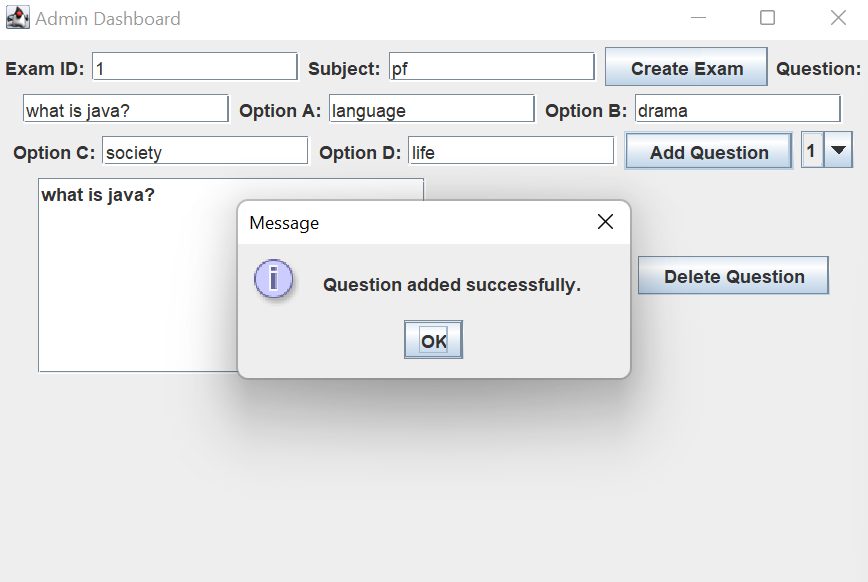 Admin Dashboard
Exam ID: 1 Subject: pf Create Exam Question:
what is java? Option A: language Option B: drama
Option C: society Option D: life Add Question 1
what is java?
Message
Question added successfully.
Delete Question
OK